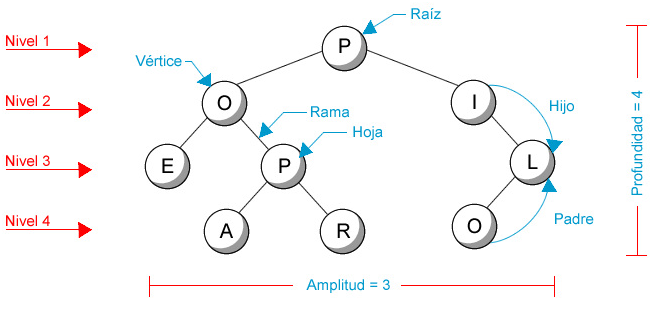 Raíz
Nivel 1
P
Vértice
Nivel 2
O
I
Hijo
Rama
Hoja
Profundidad = 4
Nivel 3
E
P
L
Nivel 4
A
R
O
Padre
Amplitud = 3